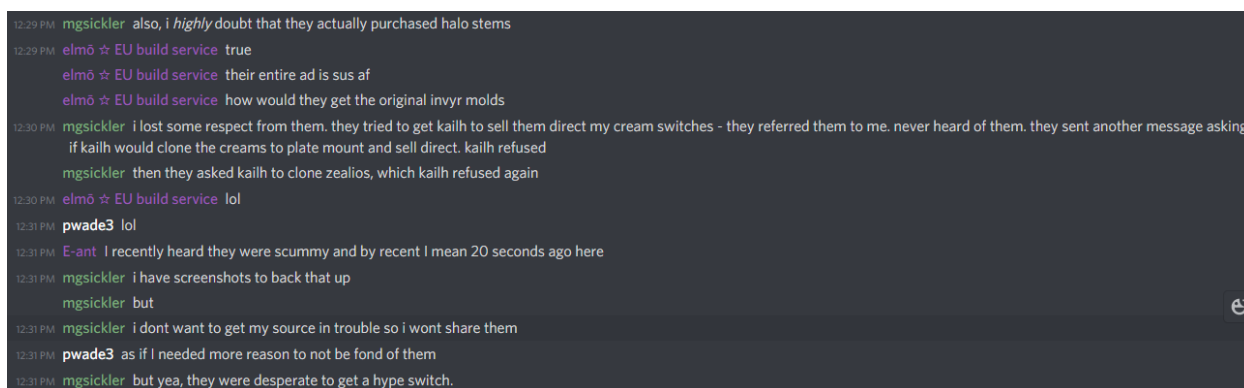 12:29 PM mgsickler also, i highly doubt that they actually purchased halo stems
12:29 PM elmō ☆ EU build service true
elmō ☆ EU build service their entire ad is sus af
elmō ☆ EU build service how would they get the original invyr molds
12:30 PM mgsickler i lost some respect from them. they tried to get kailh to sell them direct my cream switches - they referred them to me. never heard of them. they sent another message asking
if kailh would clone the creams to plate mount and sell direct. kailh refused
mgsickler then they asked kailh to clone zealios, which kailh refused again
12:30 PM elmō ☆ EU build service lol
12:31 PM pwade3 lol
12:31 PM E-ant I recently heard they were scummy and by recent I mean 20 seconds ago here
12:31 PM mgsickler i have screenshots to back that up
mgsickler but
12:31 PM mgsickler i dont want to get my source in trouble so i wont share them
12:31 PM pwade3 as if I needed more reason to not be fond of them
12:31 PM mgsickler but yea, they were desperate to get a hype switch.